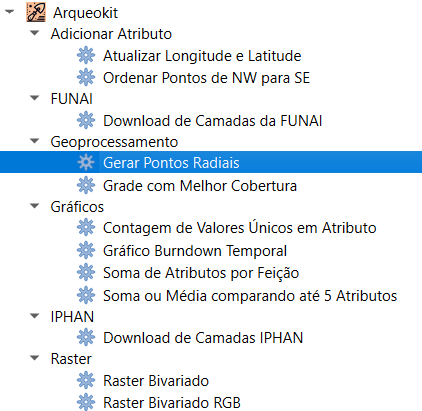 Arqueokit
Adicionar Atributo
Atualizar Longitude e Latitude
Ordenar Pontos de NW para SE
FUNAI
Download de Camadas da FUNAI
Geoprocessamento
Gerar Pontos Radiais
Grade com Melhor Cobertura
Gráficos
Contagem de Valores Únicos em Atributo
Gráfico Burndown Temporal
Soma de Atributos por Feição
Soma ou Média comparando até 5 Atributos
IPHAN
Download de Camadas IPHAN
Raster
Raster Bivariado
Raster Bivariado RGB